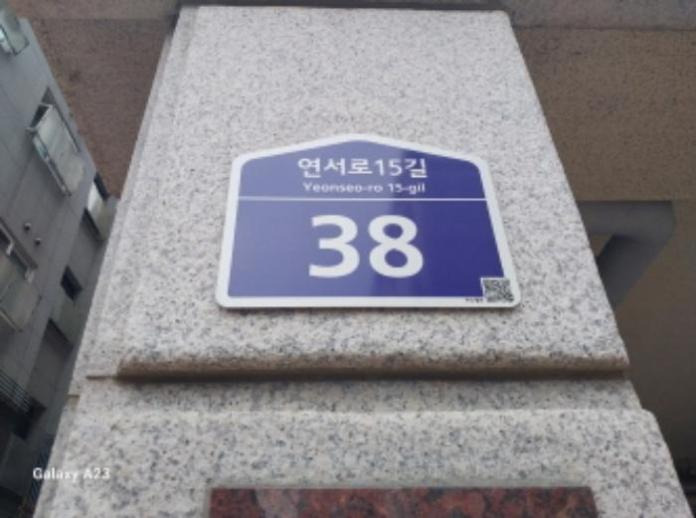 연서로15길
Yeonseo-ro 15-gil
38
Galaxy A23